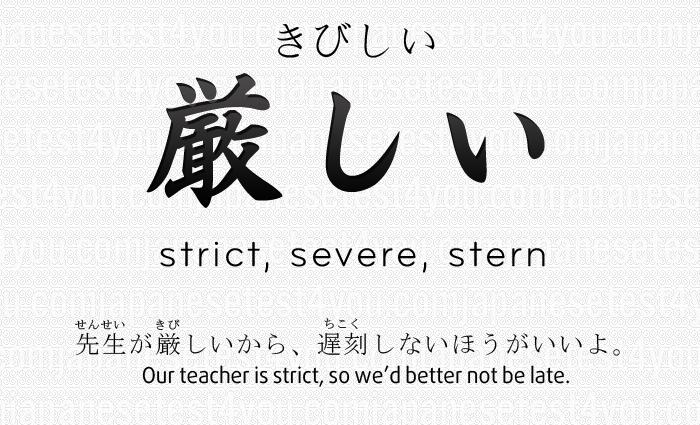 きびしい
厳しい
strict, severe, stern
せんせい きび ちこく
先生が厳しいから、遅刻しないほうがいいよ。
Our teacher is strict, so we'd better not be late.